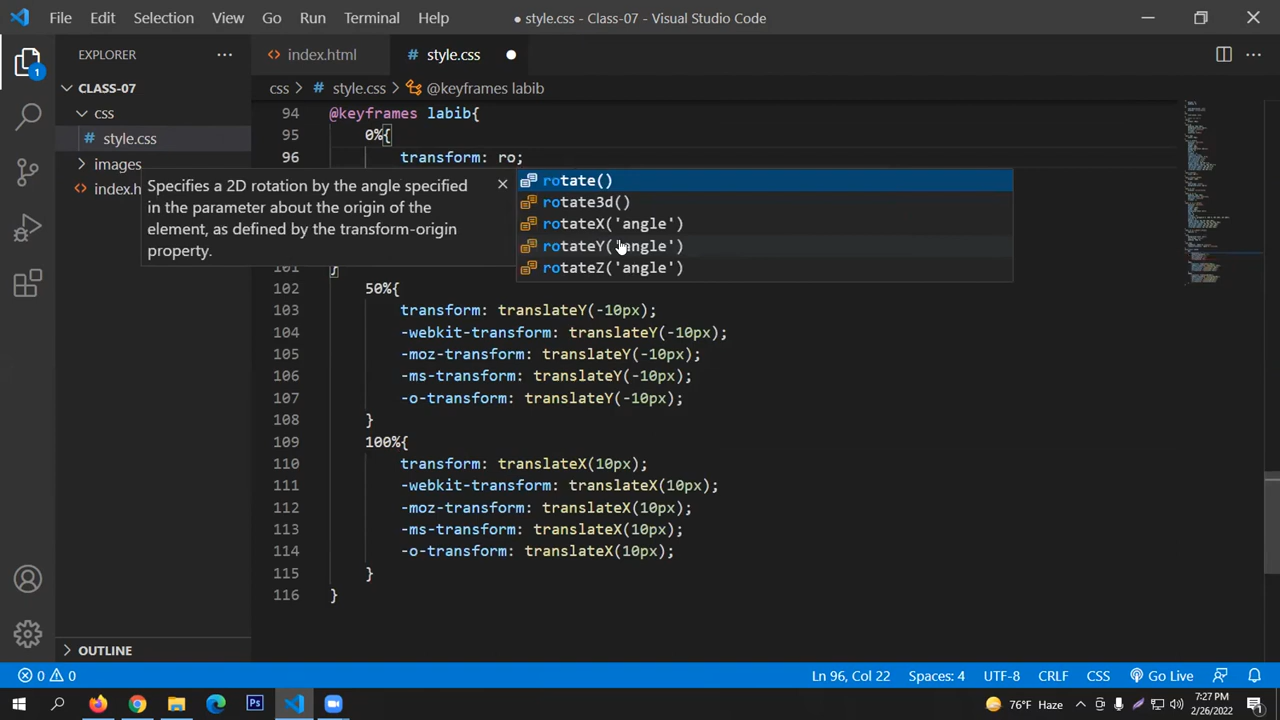 File Edit Selection View Go Run Terminal Help
● style.css - Class-07 - Visual Studio Code
EXPLORER
index.html
# style.css
1
CLASS-07
css > # style.css > @keyframes labib
css
# style.css
images
index.h
94 @keyframes labib{
95 0%{
96 transform: ro;
Specifies a 2D rotation by the angle specified
in the parameter about the origin of the
element, as defined by the transform-origin
property.
rotate()
rotate3d()
rotateX('angle')
rotateY('angle')
rotateZ('angle')
101 }
102 50%{
103 transform: translateY(-10px);
104 -webkit-transform: translateY(-10px);
105 -moz-transform: translateY(-10px);
106 -ms-transform: translateY(-10px);
107 -o-transform: translateY(-10px);
108 }
109 100%{
110 transform: translateX(10px);
111 -webkit-transform: translateX(10px);
112 -moz-transform: translateX(10px);
113 -ms-transform: translateX(10px);
114 -o-transform: translateX(10px);
115 }
116 }
OUTLINE
0 0 Ln 96, Col 22 Spaces: 4 UTF-8 CRLF CSS Go Live
Ps
76°F Haze
7:27 PM
2/26/2022
1